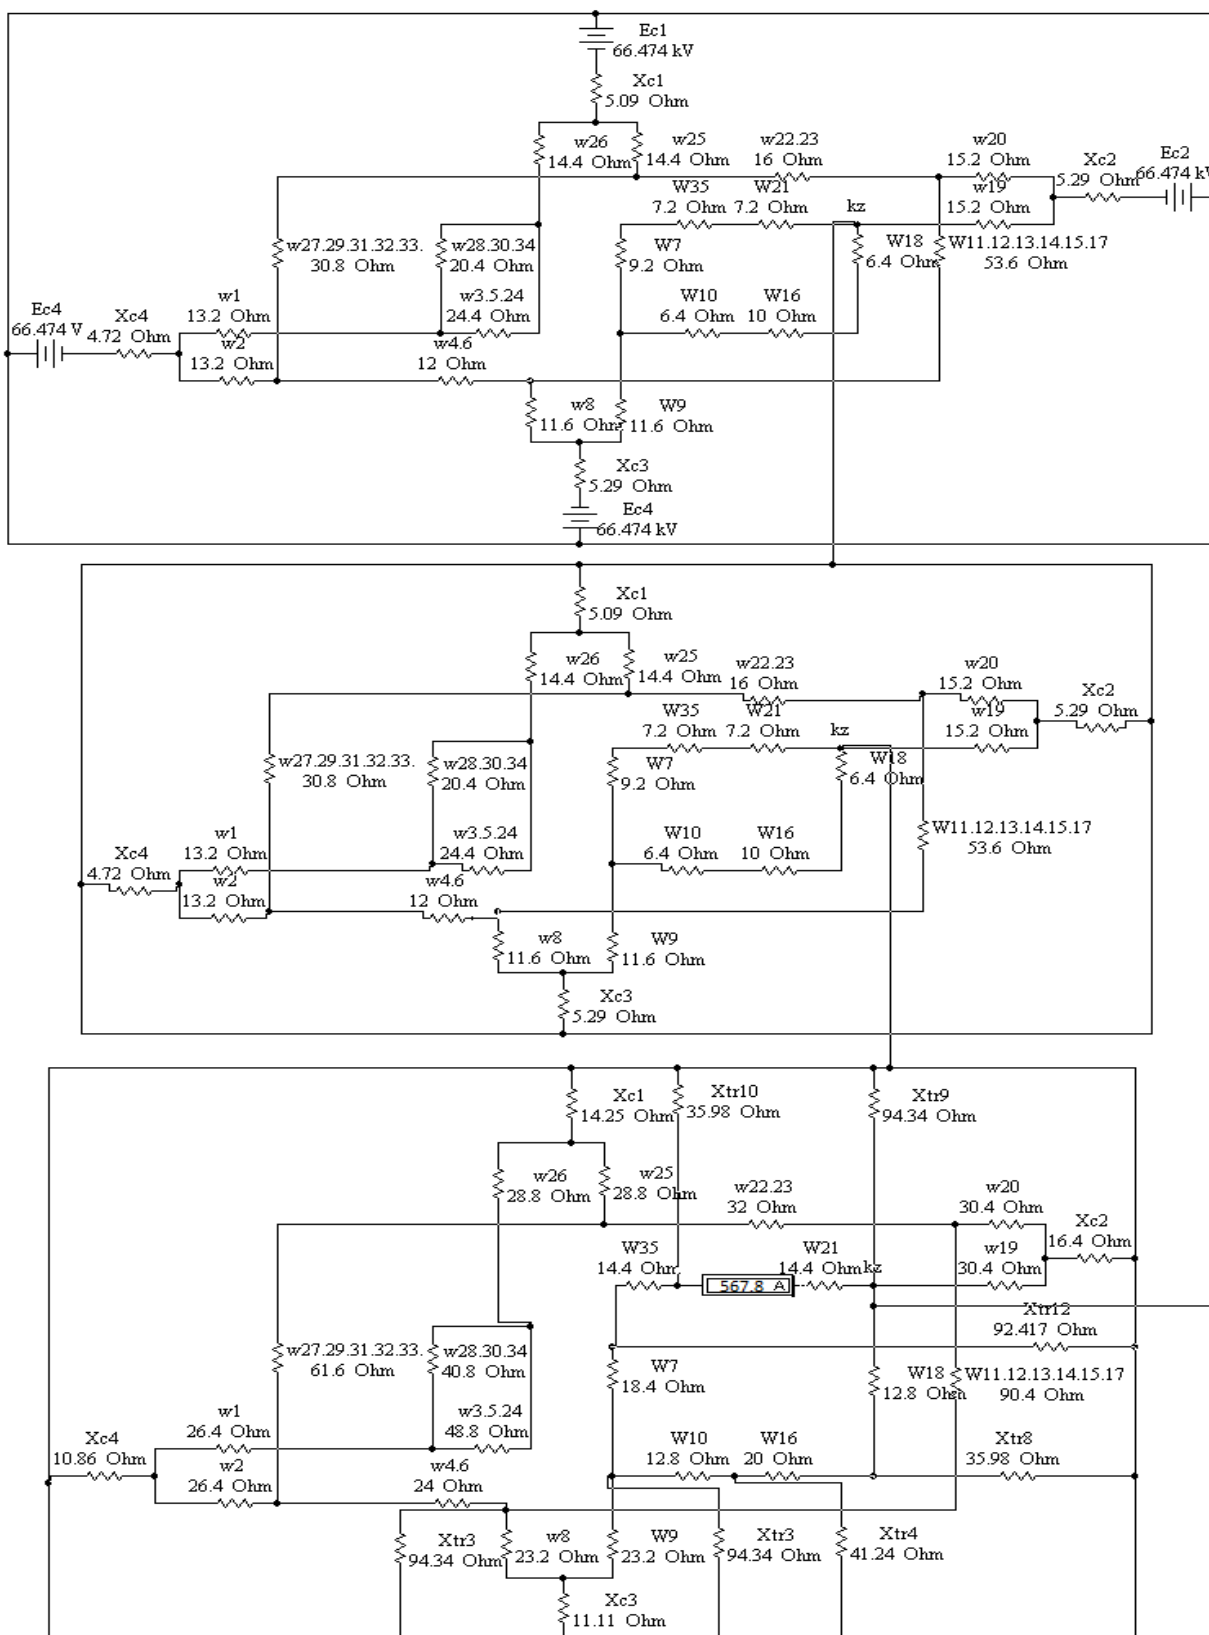 Ec1
66.474 kV
Xc1
5.09 Ohm
w26
14.4 Ohm
w25
14.4 Ohm
w22.23
16 Ohm
w20
15.2 Ohm
Xc2
5.29 Ohm
Ec2
66.474 kV
W35
7.2 Ohm
W21
7.2 Ohm
kz
w19
15.2 Ohm
w27.29.31.32.33.
30.8 Ohm
w28.30.34
20.4 Ohm
W7
9.2 Ohm
W18
6.4 Ohm
W11.12.13.14.15.17
53.6 Ohm
Ec4
66.474 V
Xc4
4.72 Ohm
w1
13.2 Ohm
w3.5.24
24.4 Ohm
W10
6.4 Ohm
W16
10 Ohm
w2
13.2 Ohm
w4.6
12 Ohm
w8
11.6 Ohm
W9
11.6 Ohm
Xc3
5.29 Ohm
Ec4
66.474 kV
Xc1
5.09 Ohm
w26
14.4 Ohm
w25
14.4 Ohm
w22.23
16 Ohm
w20
15.2 Ohm
Xc2
5.29 Ohm
W35
7.2 Ohm
W21
7.2 Ohm
kz
w19
15.2 Ohm
w27.29.31.32.33.
30.8 Ohm
w28.30.34
20.4 Ohm
W7
9.2 Ohm
W18
6.4 Ohm
W11.12.13.14.15.17
53.6 Ohm
Xc4
4.72 Ohm
w1
13.2 Ohm
w3.5.24
24.4 Ohm
W10
6.4 Ohm
W16
10 Ohm
w2
13.2 Ohm
w4.6
12 Ohm
w8
11.6 Ohm
W9
11.6 Ohm
Xc3
5.29 Ohm
Xc1
14.25 Ohm
Xtr10
35.98 Ohm
Xtr9
94.34 Ohm
w26
28.8 Ohm
w25
28.8 Ohm
w22.23
32 Ohm
w20
30.4 Ohm
Xc2
16.4 Ohm
W35
14.4 Ohm
567.8 A
W21
14.4 Ohm
kz
w19
30.4 Ohm
Xtr12
92.417 Ohm
w27.29.31.32.33.
61.6 Ohm
w28.30.34
40.8 Ohm
W7
18.4 Ohm
W18
12.8 Ohm
W11.12.13.14.15.17
90.4 Ohm
Xc4
10.86 Ohm
w1
26.4 Ohm
w3.5.24
48.8 Ohm
W10
12.8 Ohm
W16
20 Ohm
Xtr8
35.98 Ohm
w2
26.4 Ohm
w4.6
24 Ohm
Xtr3
94.34 Ohm
w8
23.2 Ohm
W9
23.2 Ohm
Xtr3
94.34 Ohm
Xtr4
41.24 Ohm
Xc3
11.11 Ohm